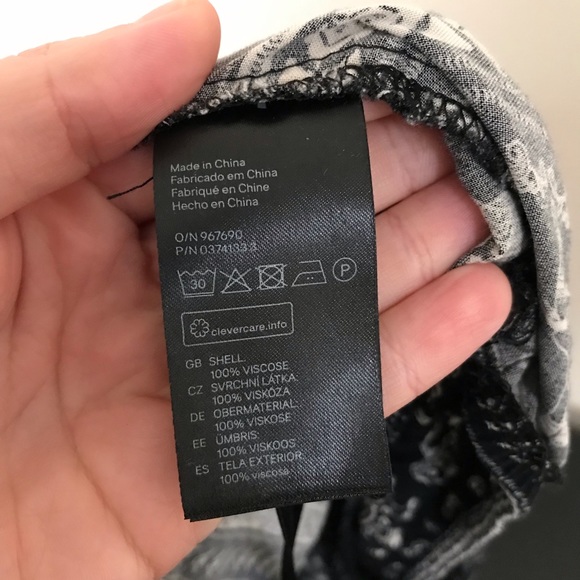 Made in China
Fabricado em China
Fabriqué en Chine
Hecho en China
O/N 967690
P/N 0374133.3
30 P
clevercare.info
GB SHELL:
100% VISCOSE
CZ SVRCHNÍ LÁTKA:
100% VISKÓZA
DE OBERMATERIAL:
100% VISKOSE
EE ÜMBRIS:
100% VISKOOS
ES TELA EXTERIOR:
100% viscose